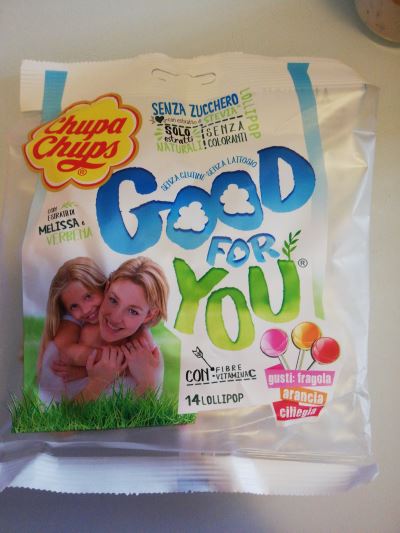 Chupa
Chups
®
SENZA ZUCCHERO
con estratto di STEVIA
LOLLIPOP
SOLO
estratti
NATURALI
SENZA
COLORANTI
SENZA GLUTINE SENZA LATTOSIO
GOOD
FOR
YOU®
CON
ESTRATTI DI
MELISSA e
VERBENA
CON FIBRE
VITAMINA C
14 LOLLIPOP
gusti: fragola
arancia
ciliegia